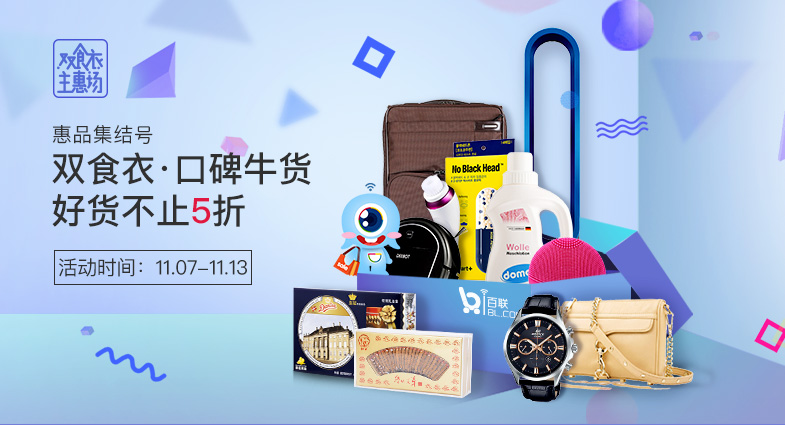 双食衣
主惠场
惠品集结号
双食衣·口碑牛货
好货不止5折
活动时间：11.07–11.13
No Black Head™
Wolle
百联
BL.CO